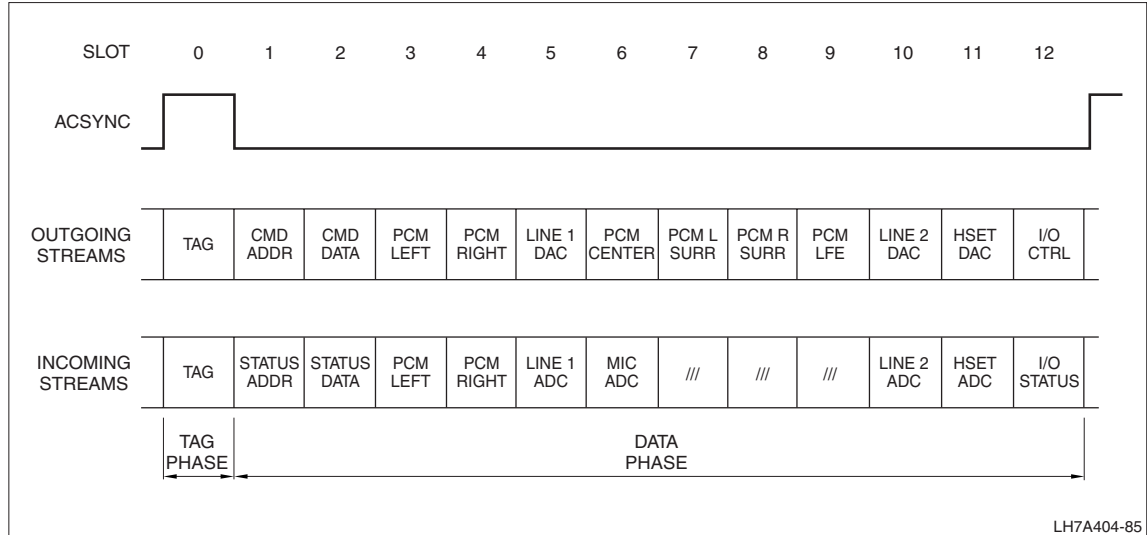 SLOT 0 1 2 3 4 5 6 7 8 9 10 11 12
ACSYNC
OUTGOING STREAMS
TAG
CMD ADDR
CMD DATA
PCM LEFT
PCM RIGHT
LINE 1 DAC
PCM CENTER
PCM L SURR
PCM R SURR
PCM LFE
LINE 2 DAC
HSET DAC
I/O CTRL
INCOMING STREAMS
TAG
STATUS ADDR
STATUS DATA
PCM LEFT
PCM RIGHT
LINE 1 ADC
MIC ADC
///
///
///
LINE 2 ADC
HSET ADC
I/O STATUS
TAG PHASE
DATA PHASE
LH7A404-85